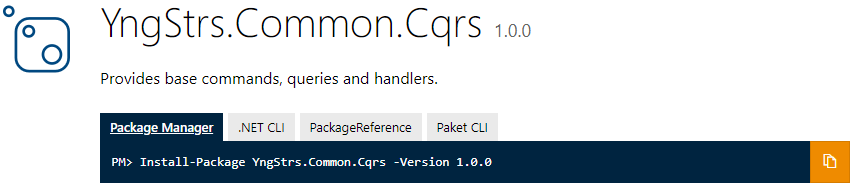 YngStrs.Common.Cqrs 1.0.0
Provides base commands, queries and handlers.
Package Manager .NET CLI PackageReference Paket CLI
PM> Install-Package YngStrs.Common.Cqrs -Version 1.0.0